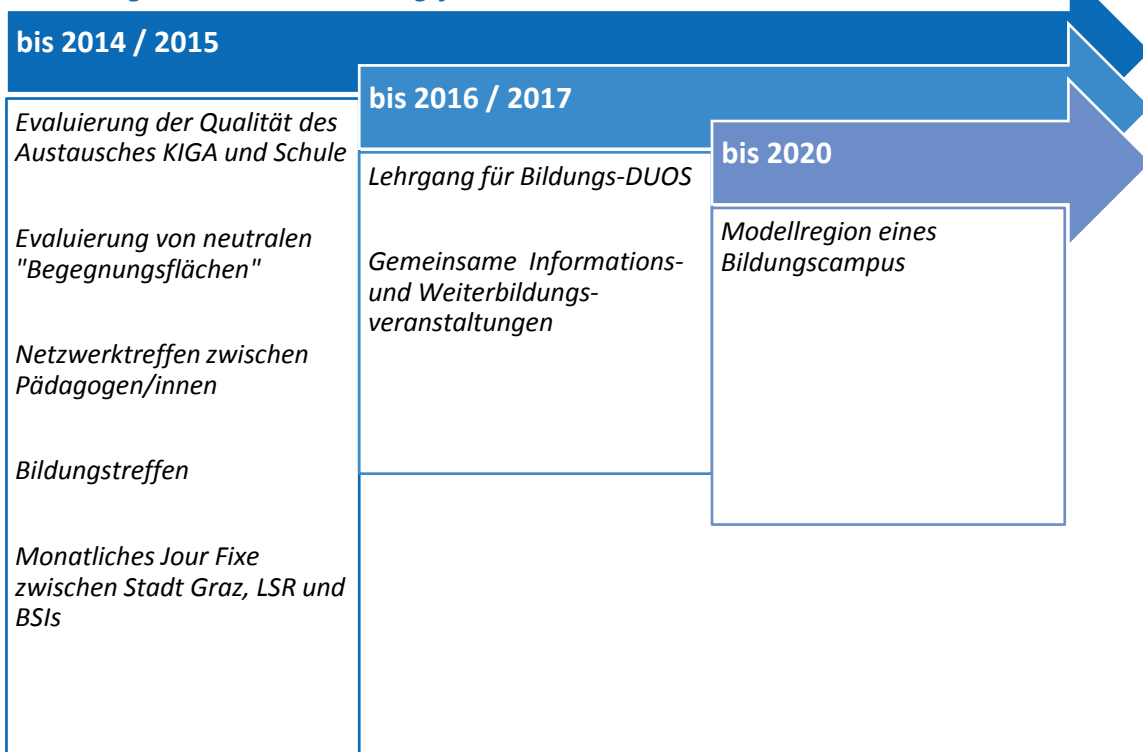 bis 2014 / 2015
Evaluierung der Qualität des
Austausches KIGA und Schule
Evaluierung von neutralen
"Begegnungsflächen"
Netzwerktreffen zwischen
Pädagogen/innen
Bildungstreffen
Monatliches Jour Fixe
zwischen Stadt Graz, LSR und
BSIs
bis 2016 / 2017
Lehrgang für Bildungs-DUOS
Gemeinsame Informations-
und Weiterbildungs-
veranstaltungen
bis 2020
Modellregion eines
Bildungscampus